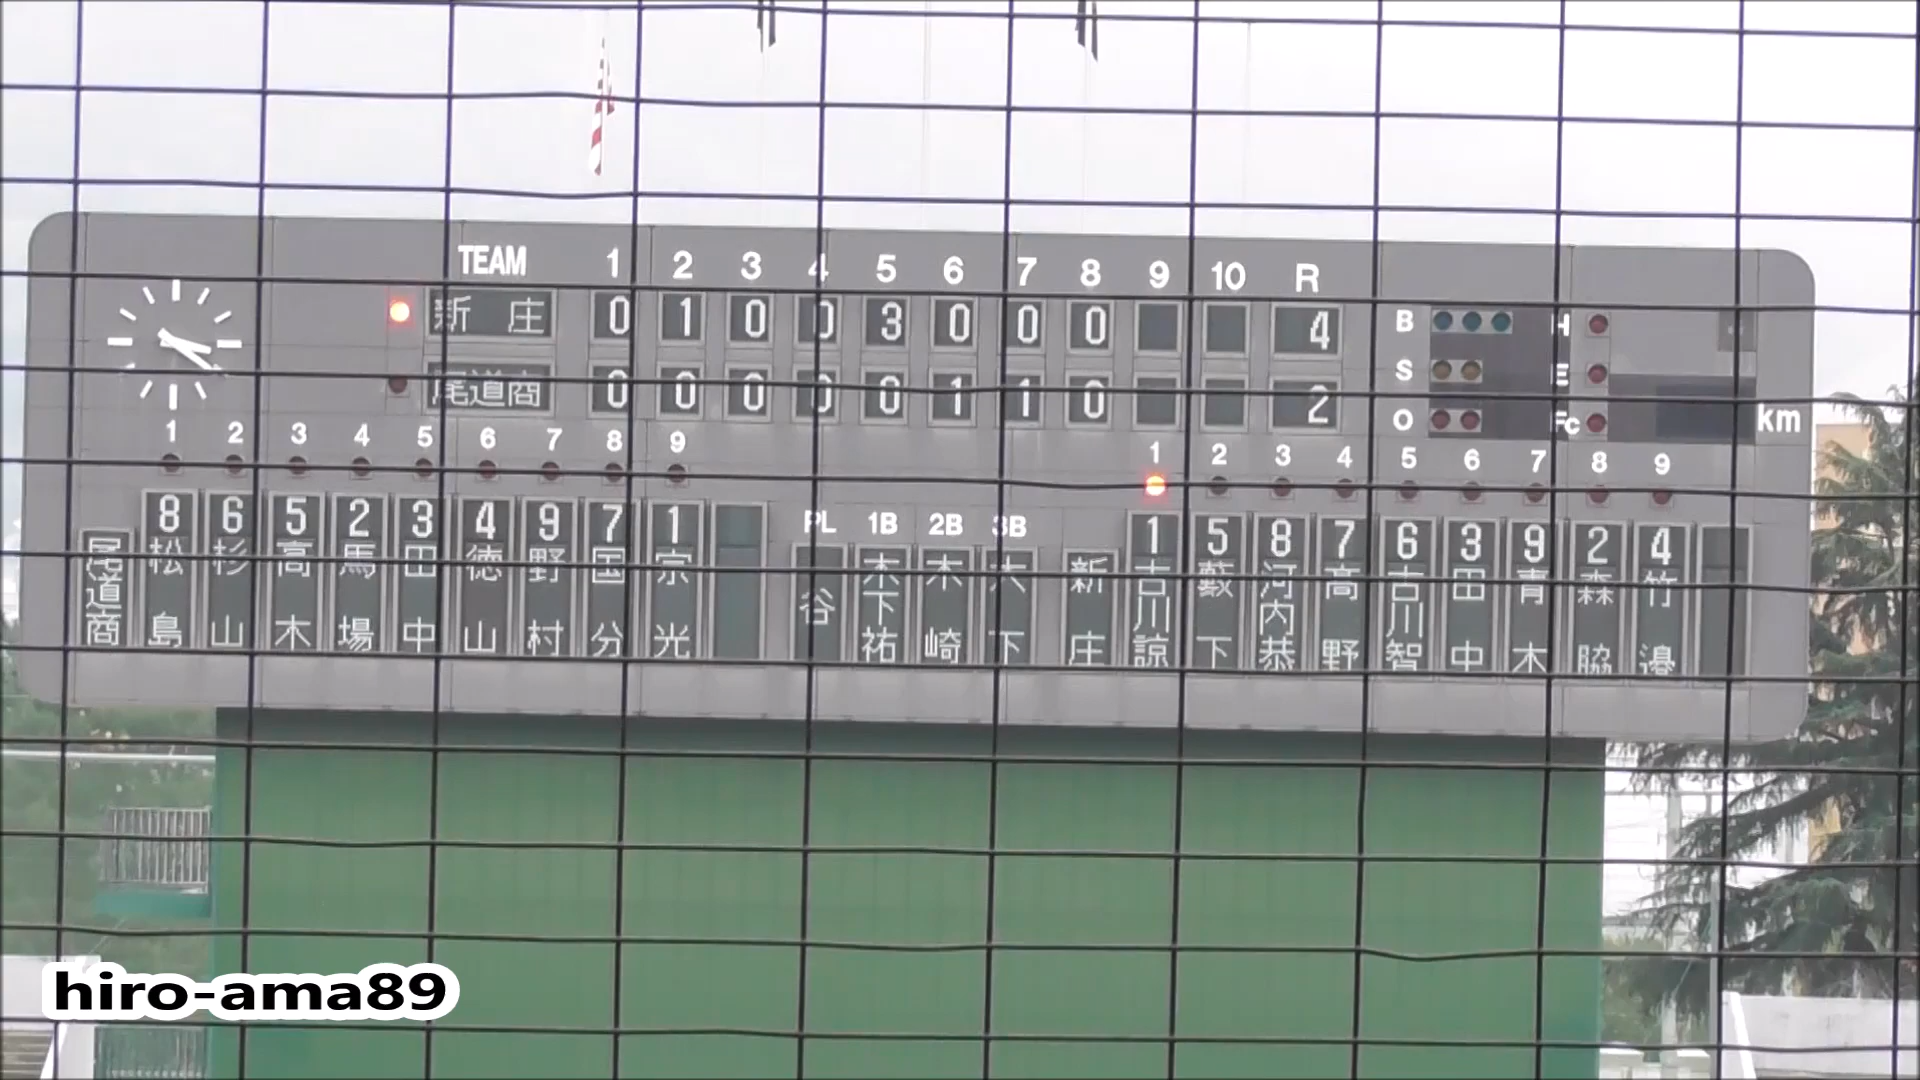 TEAM 1 2 3 4 5 6 7 8 9 10 R
新庄 0 1 0 0 3 0 0 0 4
尾道商 0 0 0 0 0 1 1 0 2
B H
S E
O Fc
km
1 2 3 4 5 6 7 8 9
8 6 5 2 3 4 9 7 1
尾道商
松島
杉山
高木
馬場
田中
徳山
野村
国分
宗光
PL 1B 2B 3B
谷
木下祐
木崎
大下
1 2 3 4 5 6 7 8 9
1 5 8 7 6 3 9 2 4
新庄
古川諒
藪下
河内恭
高野
古川智
田中
青木
森脇
竹邉
hiro-ama89